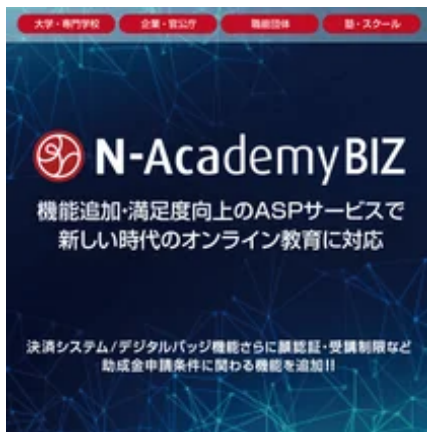 大学・専門学校
企業・官公庁
職能団体
塾・スクール
N-AcademyBIZ
機能追加・満足度向上のASPサービスで
新しい時代のオンライン教育に対応
決済システム/デジタルバッジ機能さらに顔認証・受講制限など
助成金申請条件に関わる機能を追加!!